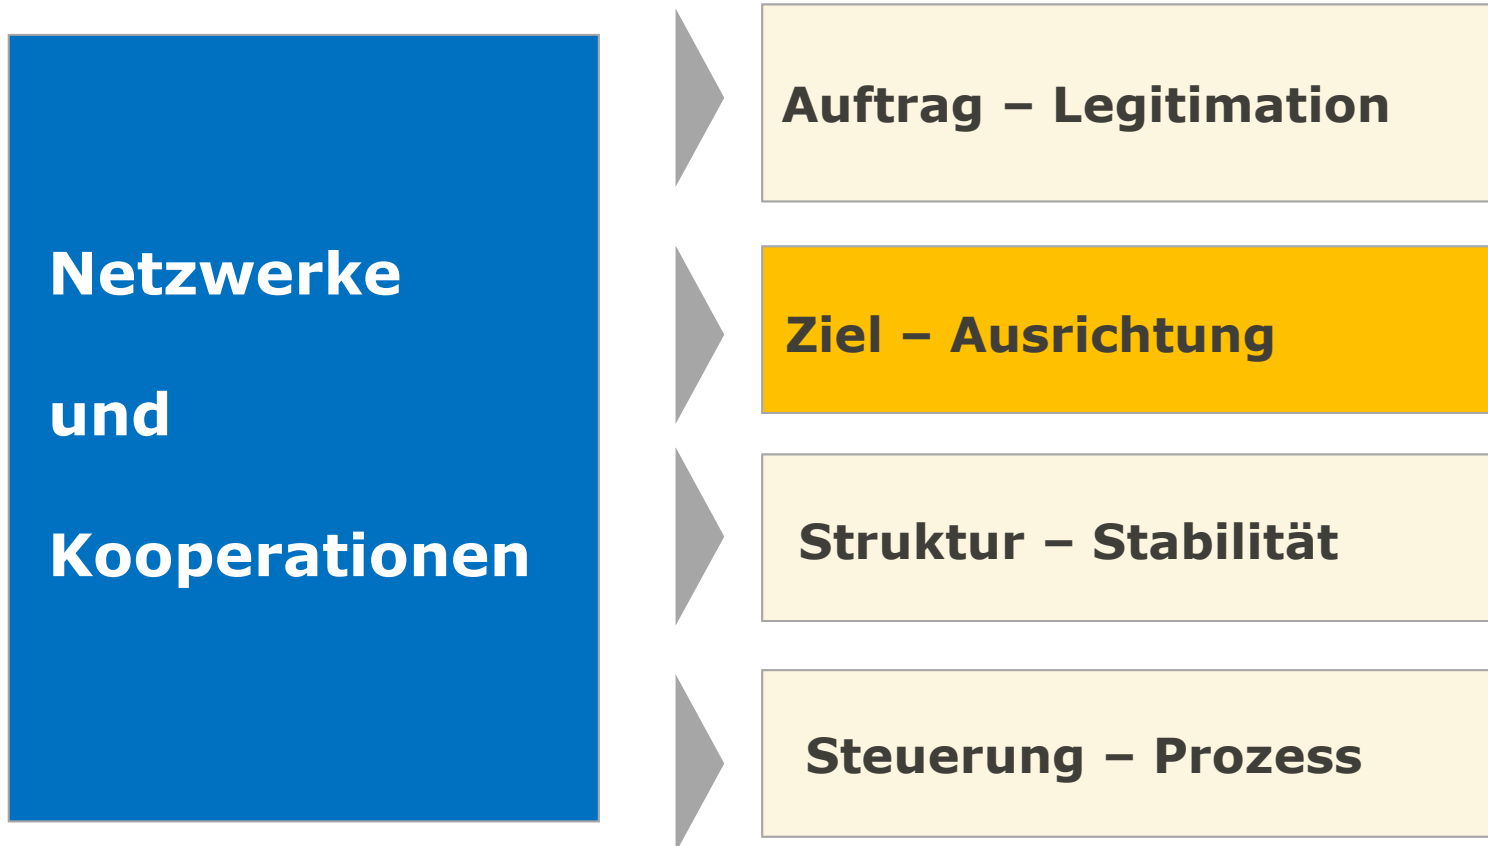 Netzwerke
und
Kooperationen
Auftrag – Legitimation
Ziel – Ausrichtung
Struktur – Stabilität
Steuerung – Prozess